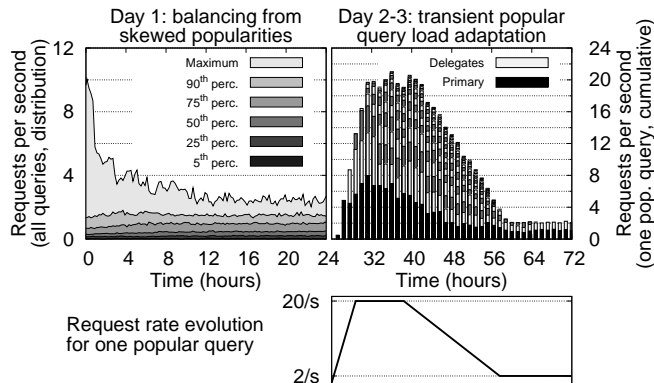 Day 1: balancing from
skewed popularities
Day 2-3: transient popular
query load adaptation
Requests per second
(all queries, distribution)
12
8
4
0
Maximum
90th perc.
75th perc.
50th perc.
25th perc.
5th perc.
0 4 8 12 16 20 24
Time (hours)
Delegates
Primary
24
20
16
12
8
4
0
Requests per second
(one pop. query, cumulative)
32 40 48 56 64 72
Time (hours)
Request rate evolution
for one popular query
20/s
2/s